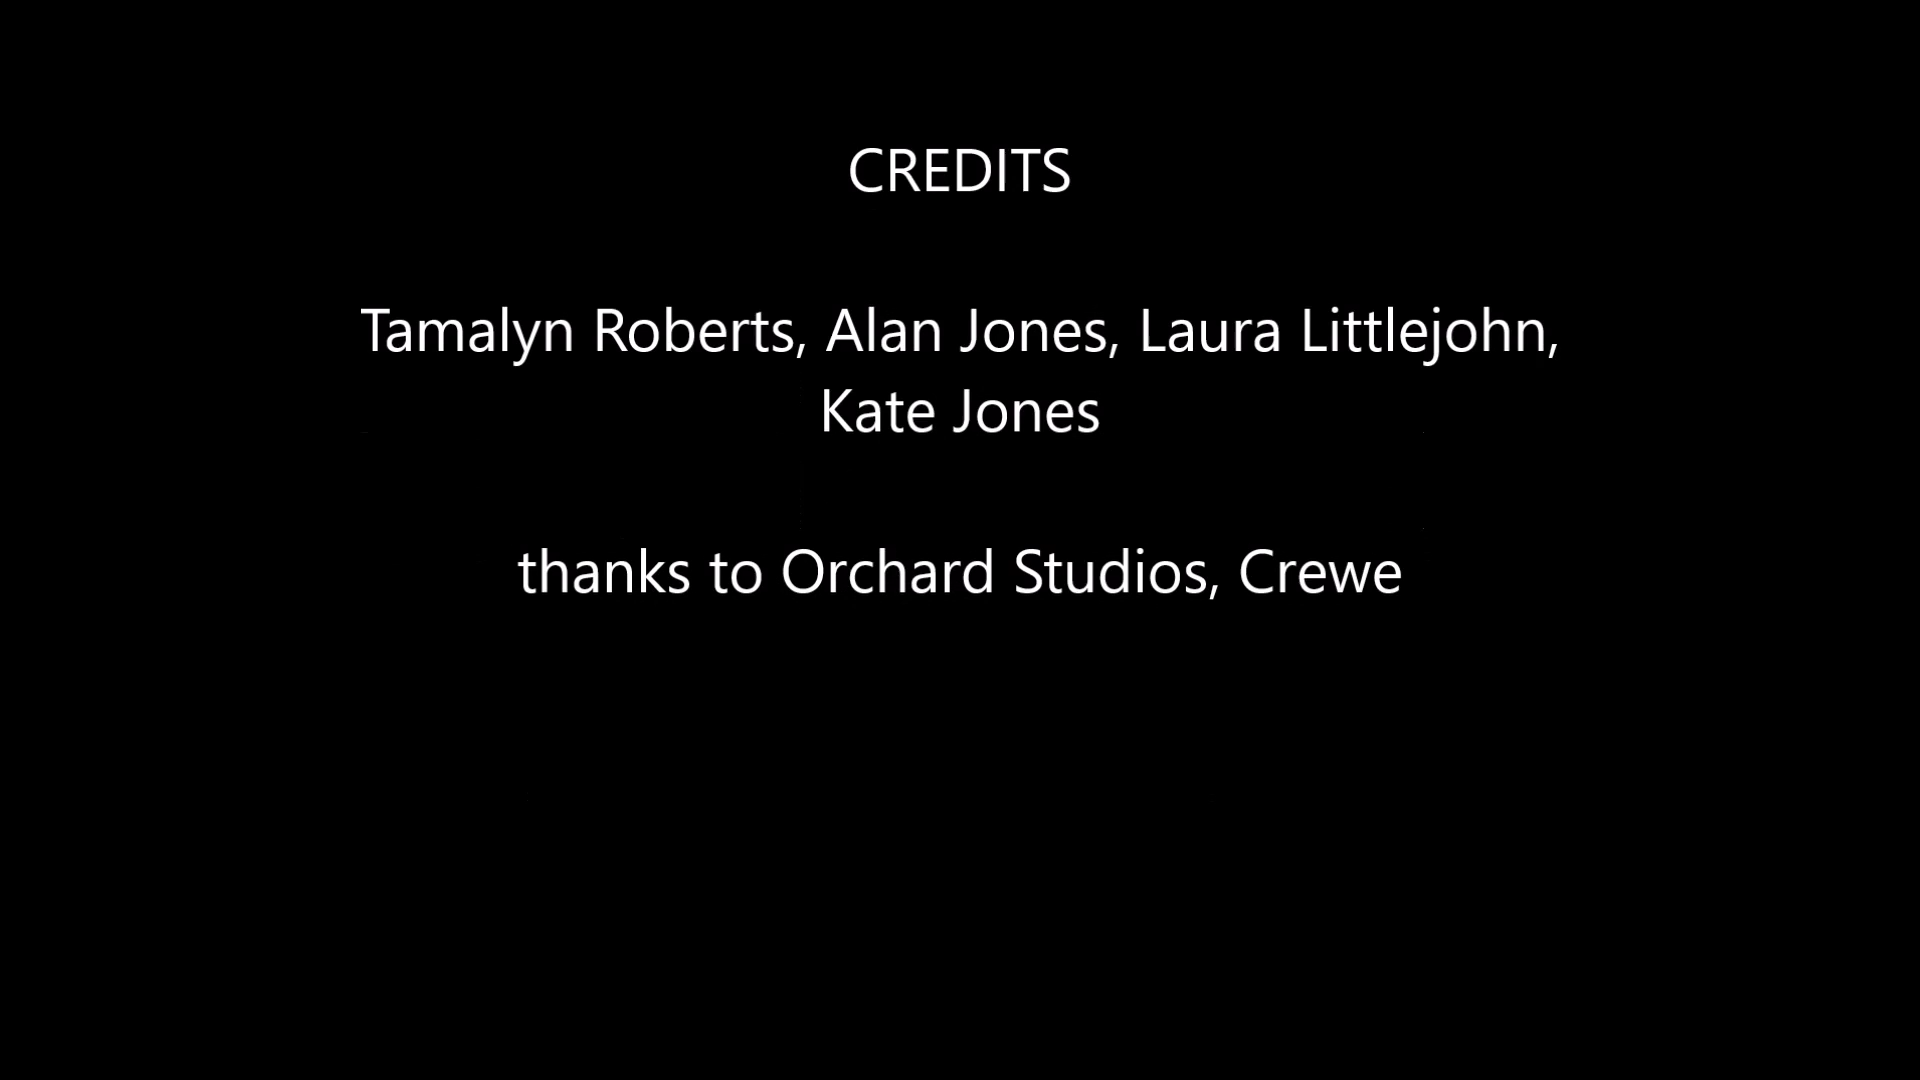 CREDITS
Tamalyn Roberts, Alan Jones, Laura Littlejohn,
Kate Jones
thanks to Orchard Studios, Crewe